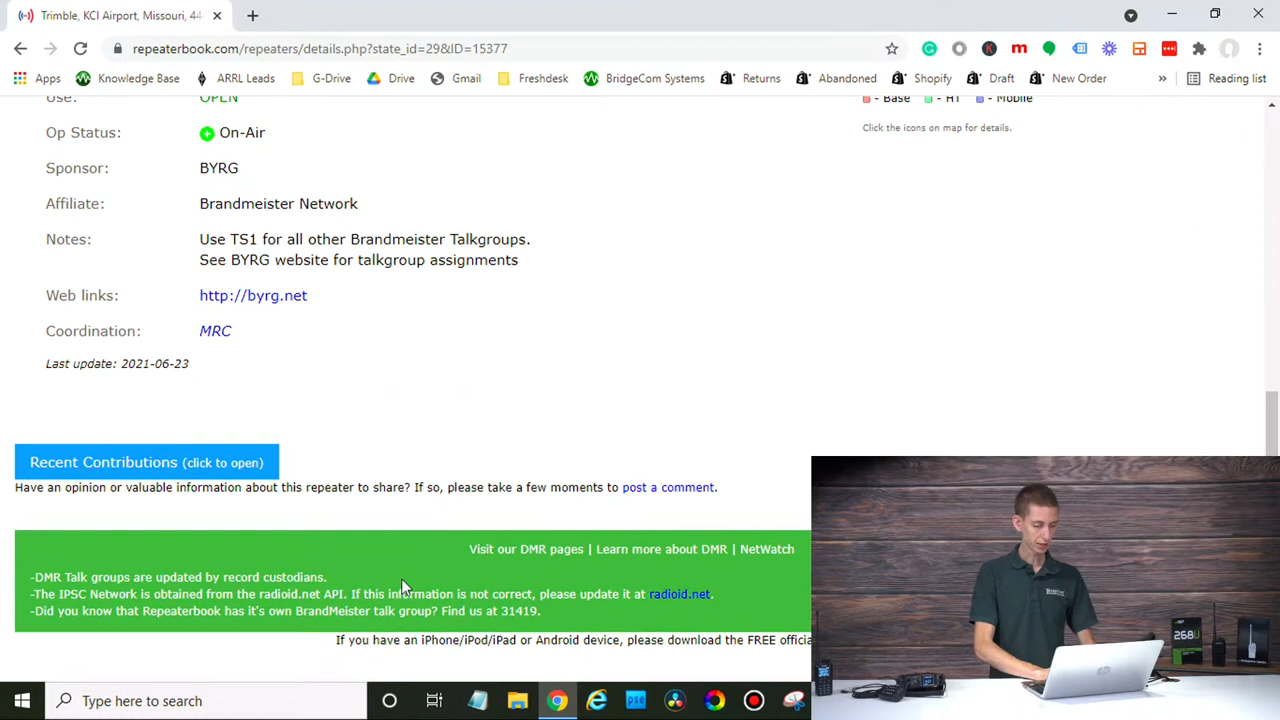 Trimble, KCI Airport, Missouri, 44
repeaterbook.com/repeaters/details.php?state_id=29&ID=15377
Apps
Knowledge Base
ARRL Leads
G-Drive
Drive
Gmail
Freshdesk
BridgeCom Systems
Returns
Abandoned
Shopify
Draft
New Order
»
Reading list
Use: OPEN
- Base - HT - Mobile
Click the icons on map for details.
Op Status: On-Air
Sponsor: BYRG
Affiliate: Brandmeister Network
Notes: Use TS1 for all other Brandmeister Talkgroups.
See BYRG website for talkgroup assignments
Web links: http://byrg.net
Coordination: MRC
Last update: 2021-06-23
Recent Contributions (click to open)
Have an opinion or valuable information about this repeater to share? If so, please take a few moments to post a comment.
Visit our DMR pages | Learn more about DMR | NetWatch
-DMR Talk groups are updated by record custodians.
-The IPSC Network is obtained from the radioid.net API. If this information is not correct, please update it at radioid.net.
-Did you know that Repeaterbook has it's own BrandMeister talk group? Find us at 31419.
If you have an iPhone/iPod/iPad or Android device, please download the FREE officia
268U
hp
Type here to search
pse